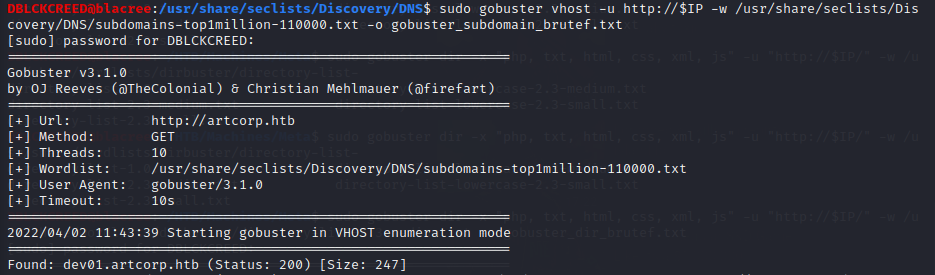 DBLCKCREED@blacree:/usr/share/seclists/Discovery/DNS$ sudo gobuster vhost -u http://$IP -w /usr/share/seclists/Dis
covery/DNS/subdomains-top1million-110000.txt -o gobuster_subdomain_brutef.txt
[sudo] password for DBLCKCREED:
===============================================================
Gobuster v3.1.0
by OJ Reeves (@TheColonial) & Christian Mehlmauer (@firefart)
===============================================================
[+] Url:          http://artcorp.htb
[+] Method:       GET
[+] Threads:      10
[+] Wordlist:     /usr/share/seclists/Discovery/DNS/subdomains-top1million-110000.txt
[+] User Agent:   gobuster/3.1.0
[+] Timeout:      10s
===============================================================
2022/04/02 11:43:39 Starting gobuster in VHOST enumeration mode
===============================================================
Found: dev01.artcorp.htb (Status: 200) [Size: 247]